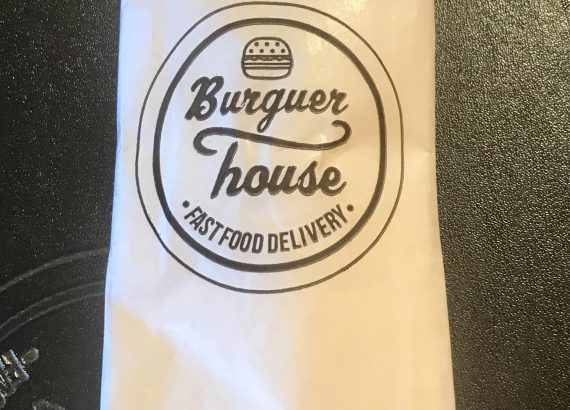 Burguer
house
• FAST FOOD DELIVERY •